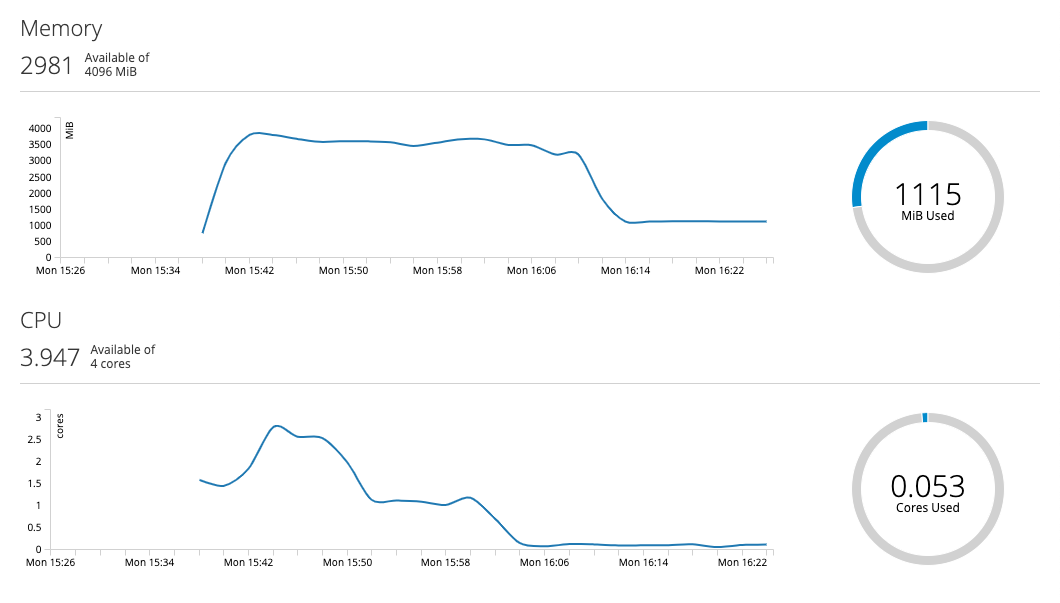 Memory
2981 Available of
4096 MiB
MiB
4000
3500
3000
2500
2000
1500
1000
500
0
Mon 15:26 Mon 15:34 Mon 15:42 Mon 15:50 Mon 15:58 Mon 16:06 Mon 16:14 Mon 16:22
1115
MiB Used
CPU
3.947 Available of
4 cores
cores
3
2.5
2
1.5
1
0.5
0
Mon 15:26 Mon 15:34 Mon 15:42 Mon 15:50 Mon 15:58 Mon 16:06 Mon 16:14 Mon 16:22
0.053
Cores Used